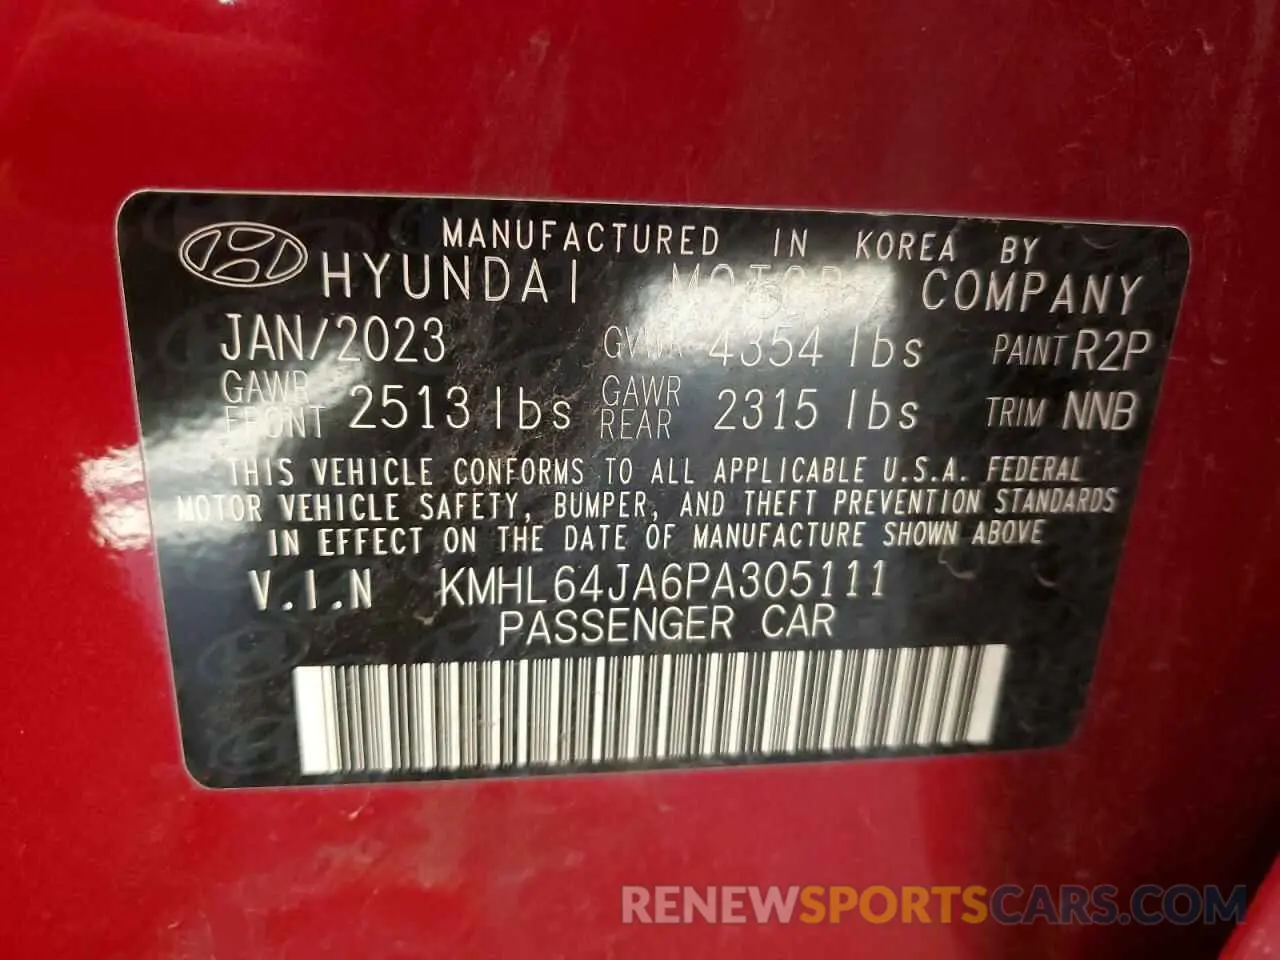 MANUFACTURED IN KOREA BY
HYUNDAI MOTOR COMPANY
JAN/2023 GVWR 4354 lbs PAINT R2P
GAWR FRONT 2513 lbs GAWR REAR 2315 lbs TRIM NNB
THIS VEHICLE CONFORMS TO ALL APPLICABLE U.S.A. FEDERAL
MOTOR VEHICLE SAFETY, BUMPER, AND THEFT PREVENTION STANDARDS
IN EFFECT ON THE DATE OF MANUFACTURE SHOWN ABOVE
V.I.N KMHL64JA6PA305111
PASSENGER CAR
RENEWSPORTSCARS.COM